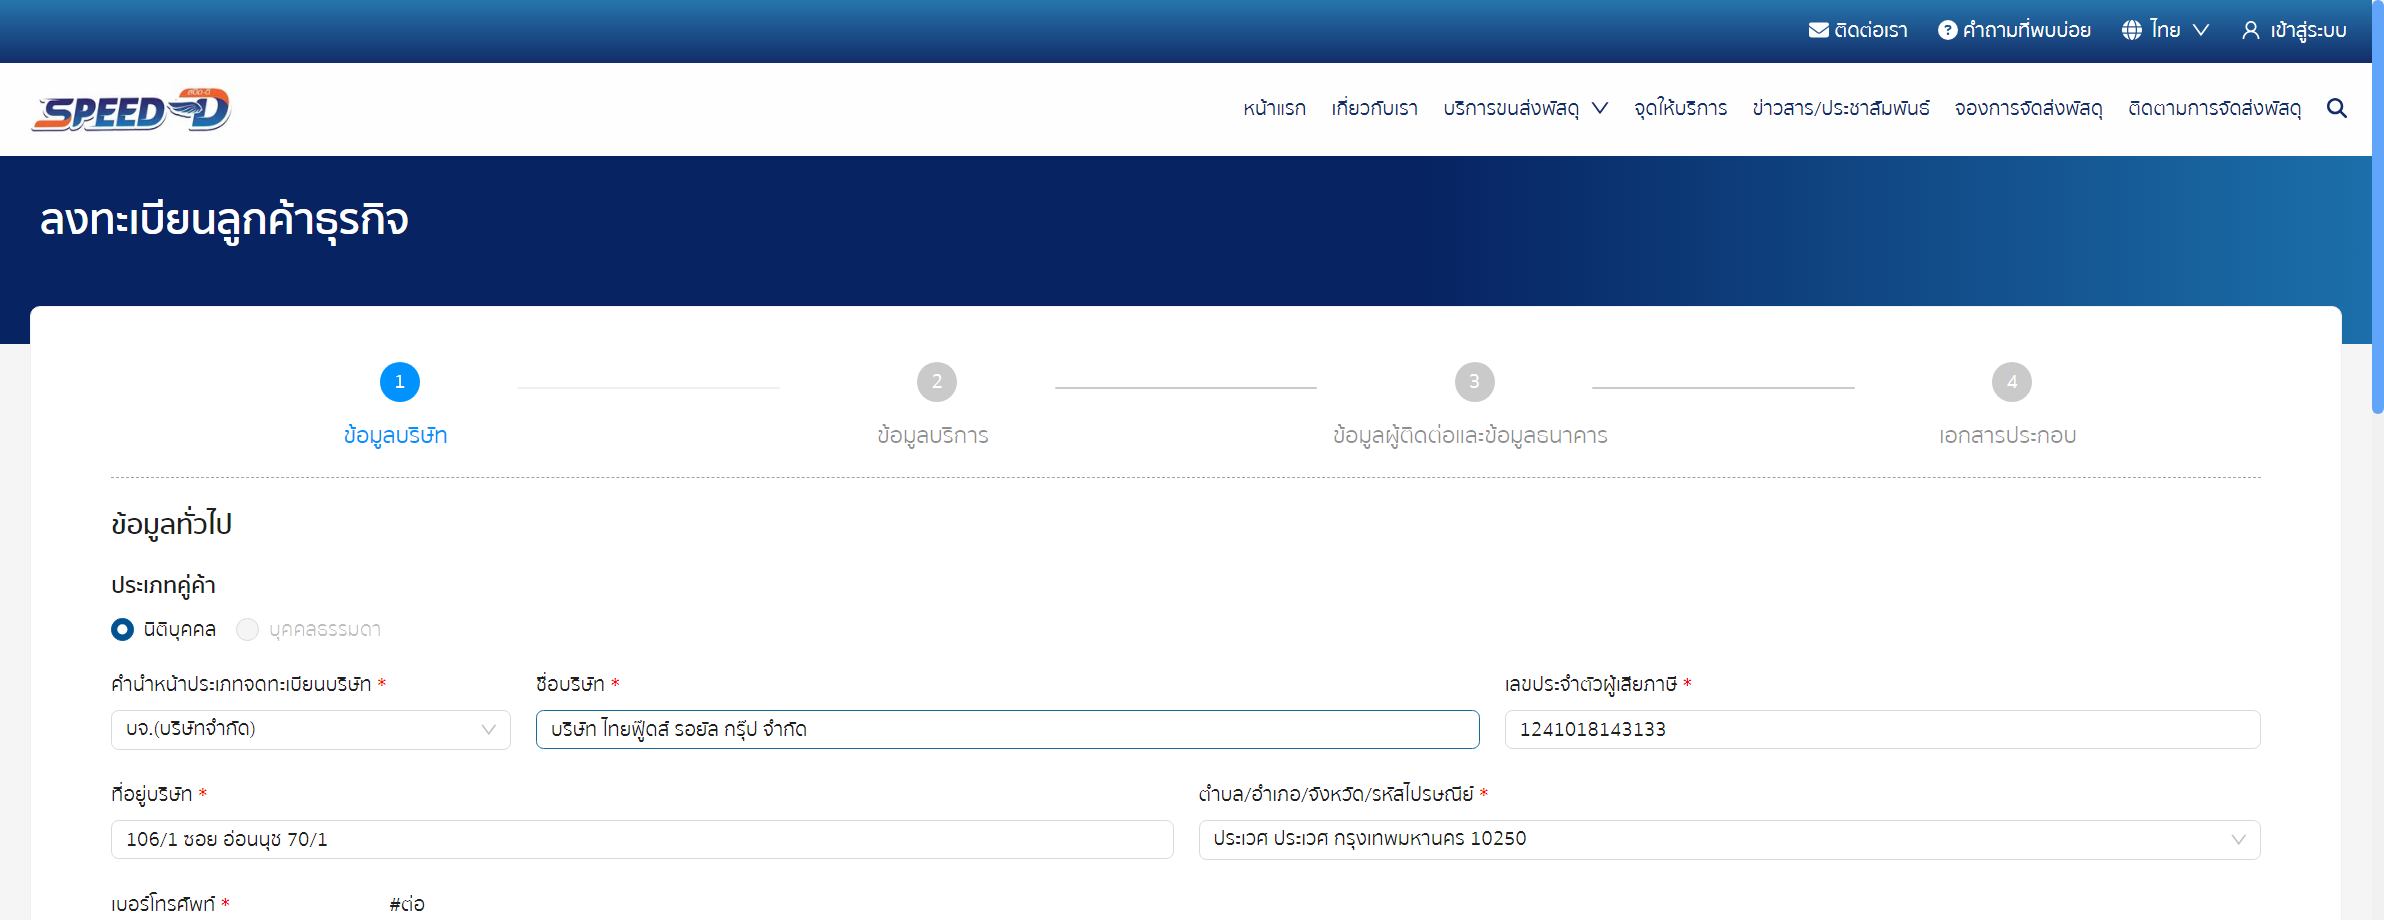 ติดต่อเรา คำถามที่พบบ่อย ไทย เข้าสู่ระบบ
สปีด-ดี
SPEED-D
หน้าแรก เกี่ยวกับเรา บริการขนส่งพัสดุ จุดให้บริการ ข่าวสาร/ประชาสัมพันธ์ จองการจัดส่งพัสดุ ติดตามการจัดส่งพัสดุ
ลงทะเบียนลูกค้าธุรกิจ
1 2 3 4
ข้อมูลบริษัท ข้อมูลบริการ ข้อมูลผู้ติดต่อและข้อมูลธนาคาร เอกสารประกอบ
ข้อมูลทั่วไป
ประเภทคู่ค้า
นิติบุคคล บุคคลธรรมดา
คำนำหน้าประเภทจดทะเบียนบริษัท * ชื่อบริษัท * เลขประจำตัวผู้เสียภาษี *
บจ.(บริษัทจำกัด) บริษัท ไทยฟู๊ดส์ รอยัล กรุ๊ป จำกัด 1241018143133
ที่อยู่บริษัท * ตำบล/อำเภอ/จังหวัด/รหัสไปรษณีย์ *
106/1 ซอย อ่อนนุช 70/1 ประเวศ ประเวศ กรุงเทพมหานคร 10250
เบอร์โทรศัพท์ * #ต่อ